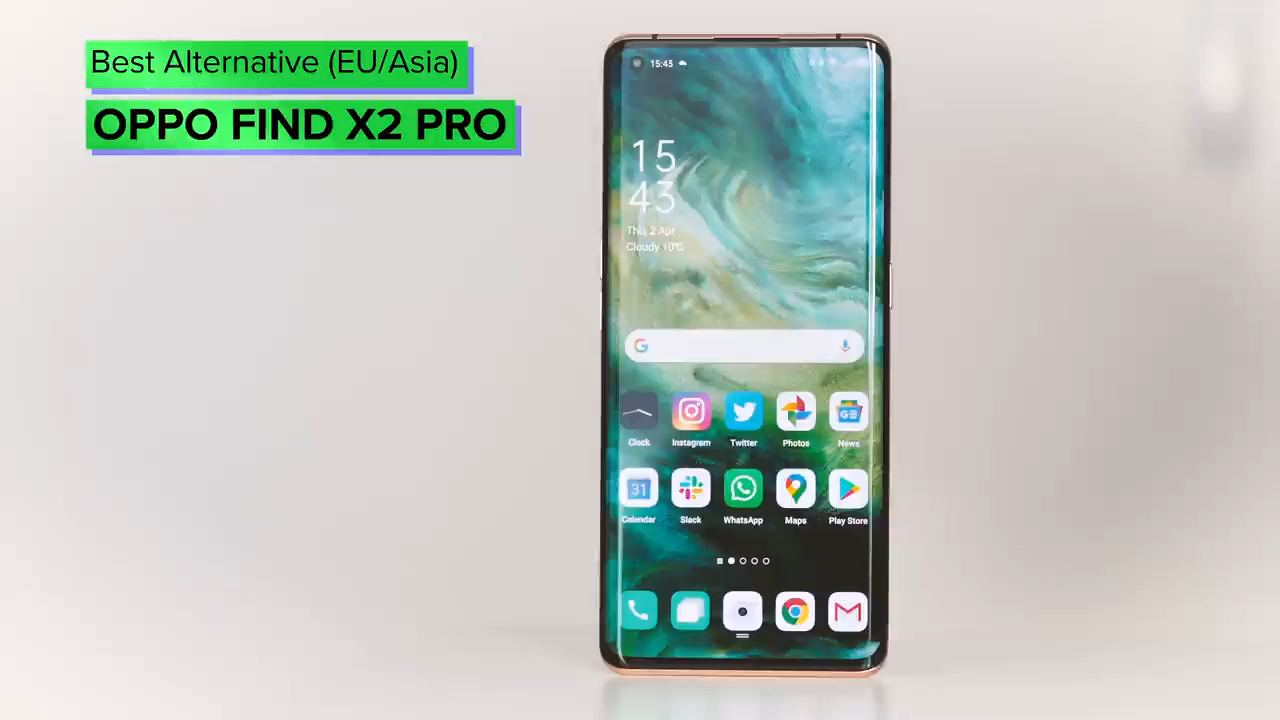 Best Alternative (EU/Asia)
OPPO FIND X2 PRO
15:43
15
43
Thu, 2 Apr
Cloudy 10°C
G
Clock Instagram Twitter Photos News
31
Calendar Slack WhatsApp Maps Play Store